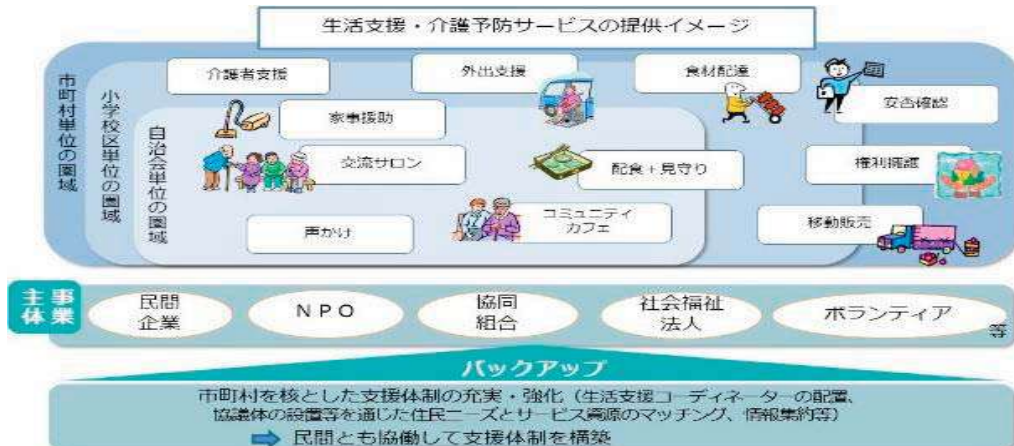 生活支援・介護予防サービスの提供イメージ
市町村単位の圏域
小学校区単位の圏域
自治会単位の圏域
介護者支援
外出支援
食材配達
安否確認
家事援助
交流サロン
配食+見守り
権利擁護
声かけ
コミュニティ
カフェ
移動販売
事業
主体
民間
企業
NPO
協同
組合
社会福祉
法人
ボランティア
等
バックアップ
市町村を核とした支援体制の充実・強化(生活支援コーディネーターの配置、
協議体の設置等を通じた住民ニーズとサービス資源のマッチング、情報集約等)
民間とも協働して支援体制を構築